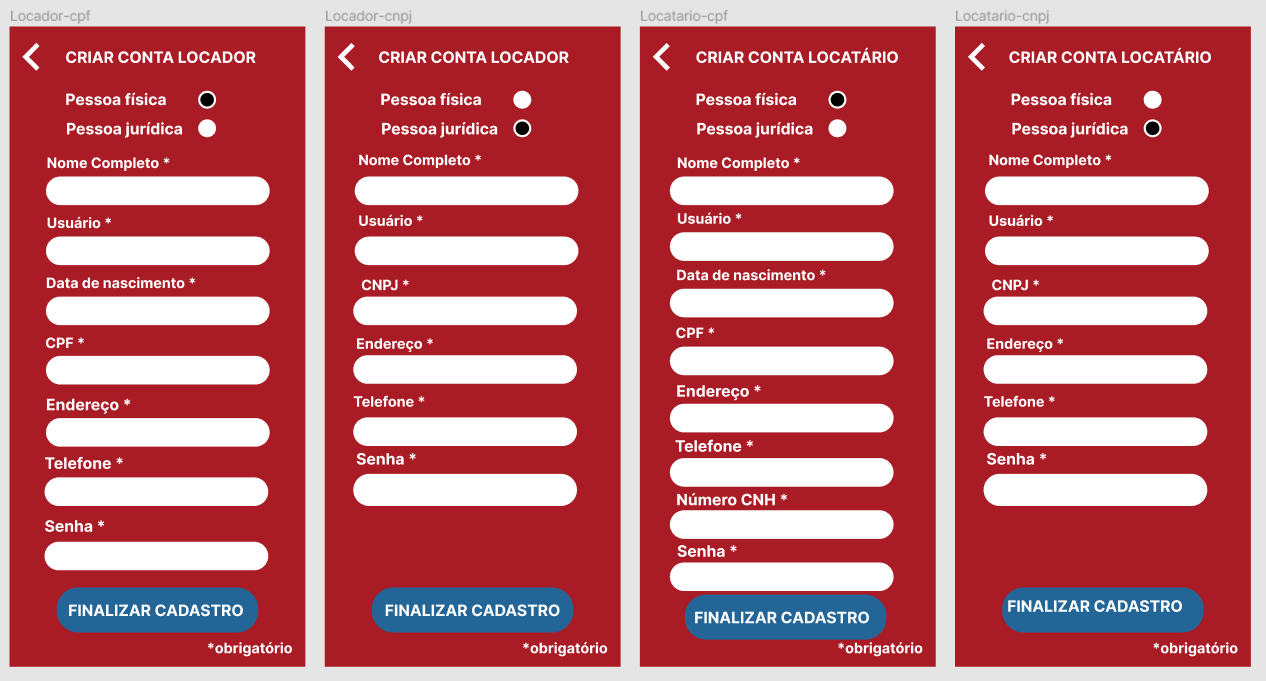 Locador-cpf
CRIAR CONTA LOCADOR
Pessoa física
Pessoa jurídica
Nome Completo *
Usuário *
Data de nascimento *
CPF *
Endereço *
Telefone *
Senha *
FINALIZAR CADASTRO
*obrigatório
Locador-cnpj
CRIAR CONTA LOCADOR
Pessoa física
Pessoa jurídica
Nome Completo *
Usuário *
CNPJ *
Endereço *
Telefone *
Senha *
FINALIZAR CADASTRO
*obrigatório
Locatario-cpf
CRIAR CONTA LOCATÁRIO
Pessoa física
Pessoa jurídica
Nome Completo *
Usuário *
Data de nascimento *
CPF *
Endereço *
Telefone *
Número CNH *
Senha *
FINALIZAR CADASTRO
*obrigatório
Locatario-cnpj
CRIAR CONTA LOCATÁRIO
Pessoa física
Pessoa jurídica
Nome Completo *
Usuário *
CNPJ *
Endereço *
Telefone *
Senha *
FINALIZAR CADASTRO
*obrigatório